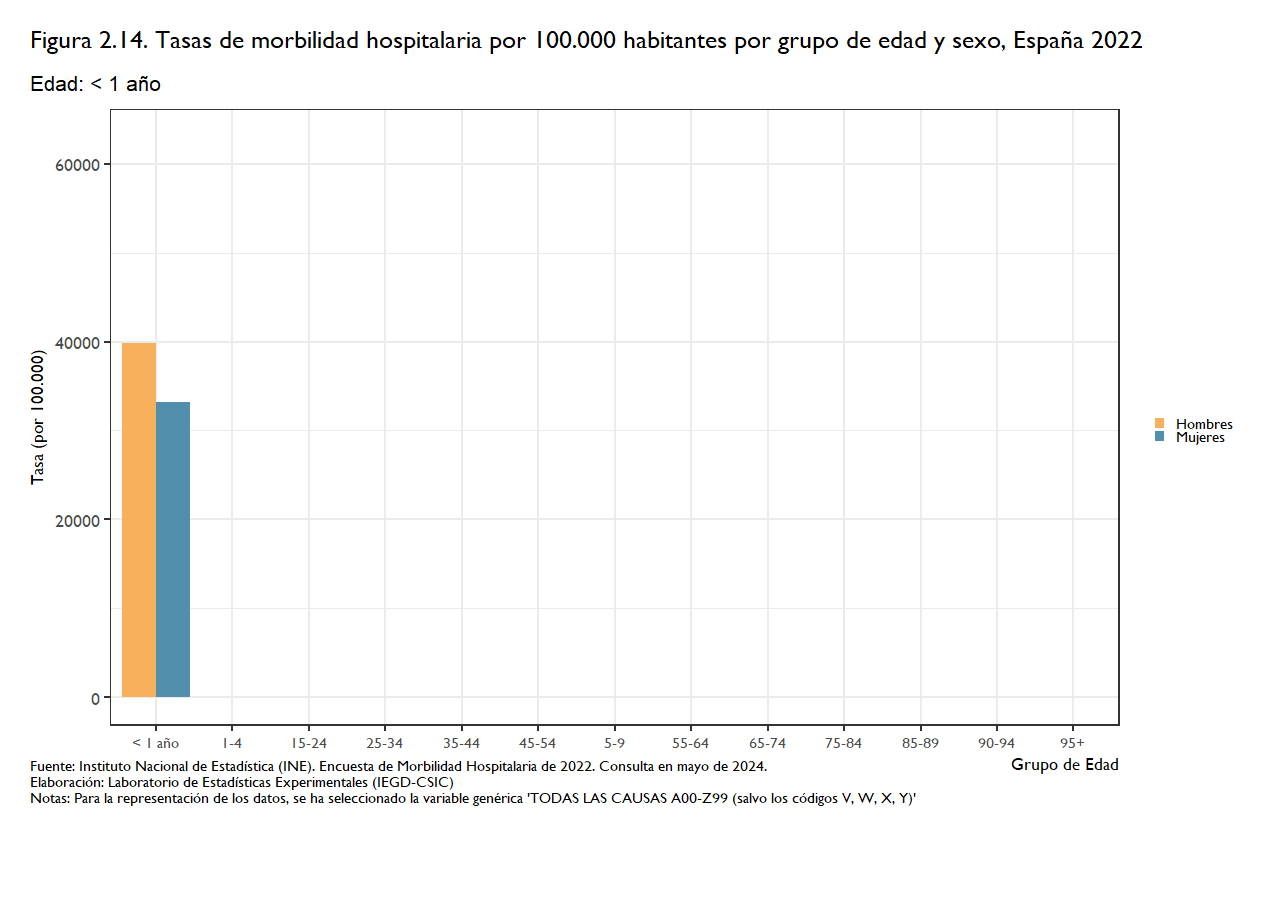 Figura 2.14. Tasas de morbilidad hospitalaria por 100.000 habitantes por grupo de edad y sexo, España 2022
Edad: < 1 año
60000
40000
20000
0
Tasa (por 100.000)
Hombres
Mujeres
< 1 año 1-4 15-24 25-34 35-44 45-54 5-9 55-64 65-74 75-84 85-89 90-94 95+
Grupo de Edad
Fuente: Instituto Nacional de Estadística (INE). Encuesta de Morbilidad Hospitalaria de 2022. Consulta en mayo de 2024.
Elaboración: Laboratorio de Estadísticas Experimentales (IEGD-CSIC)
Notas: Para la representación de los datos, se ha seleccionado la variable genérica 'TODAS LAS CAUSAS A00-Z99 (salvo los códigos V, W, X, Y)'